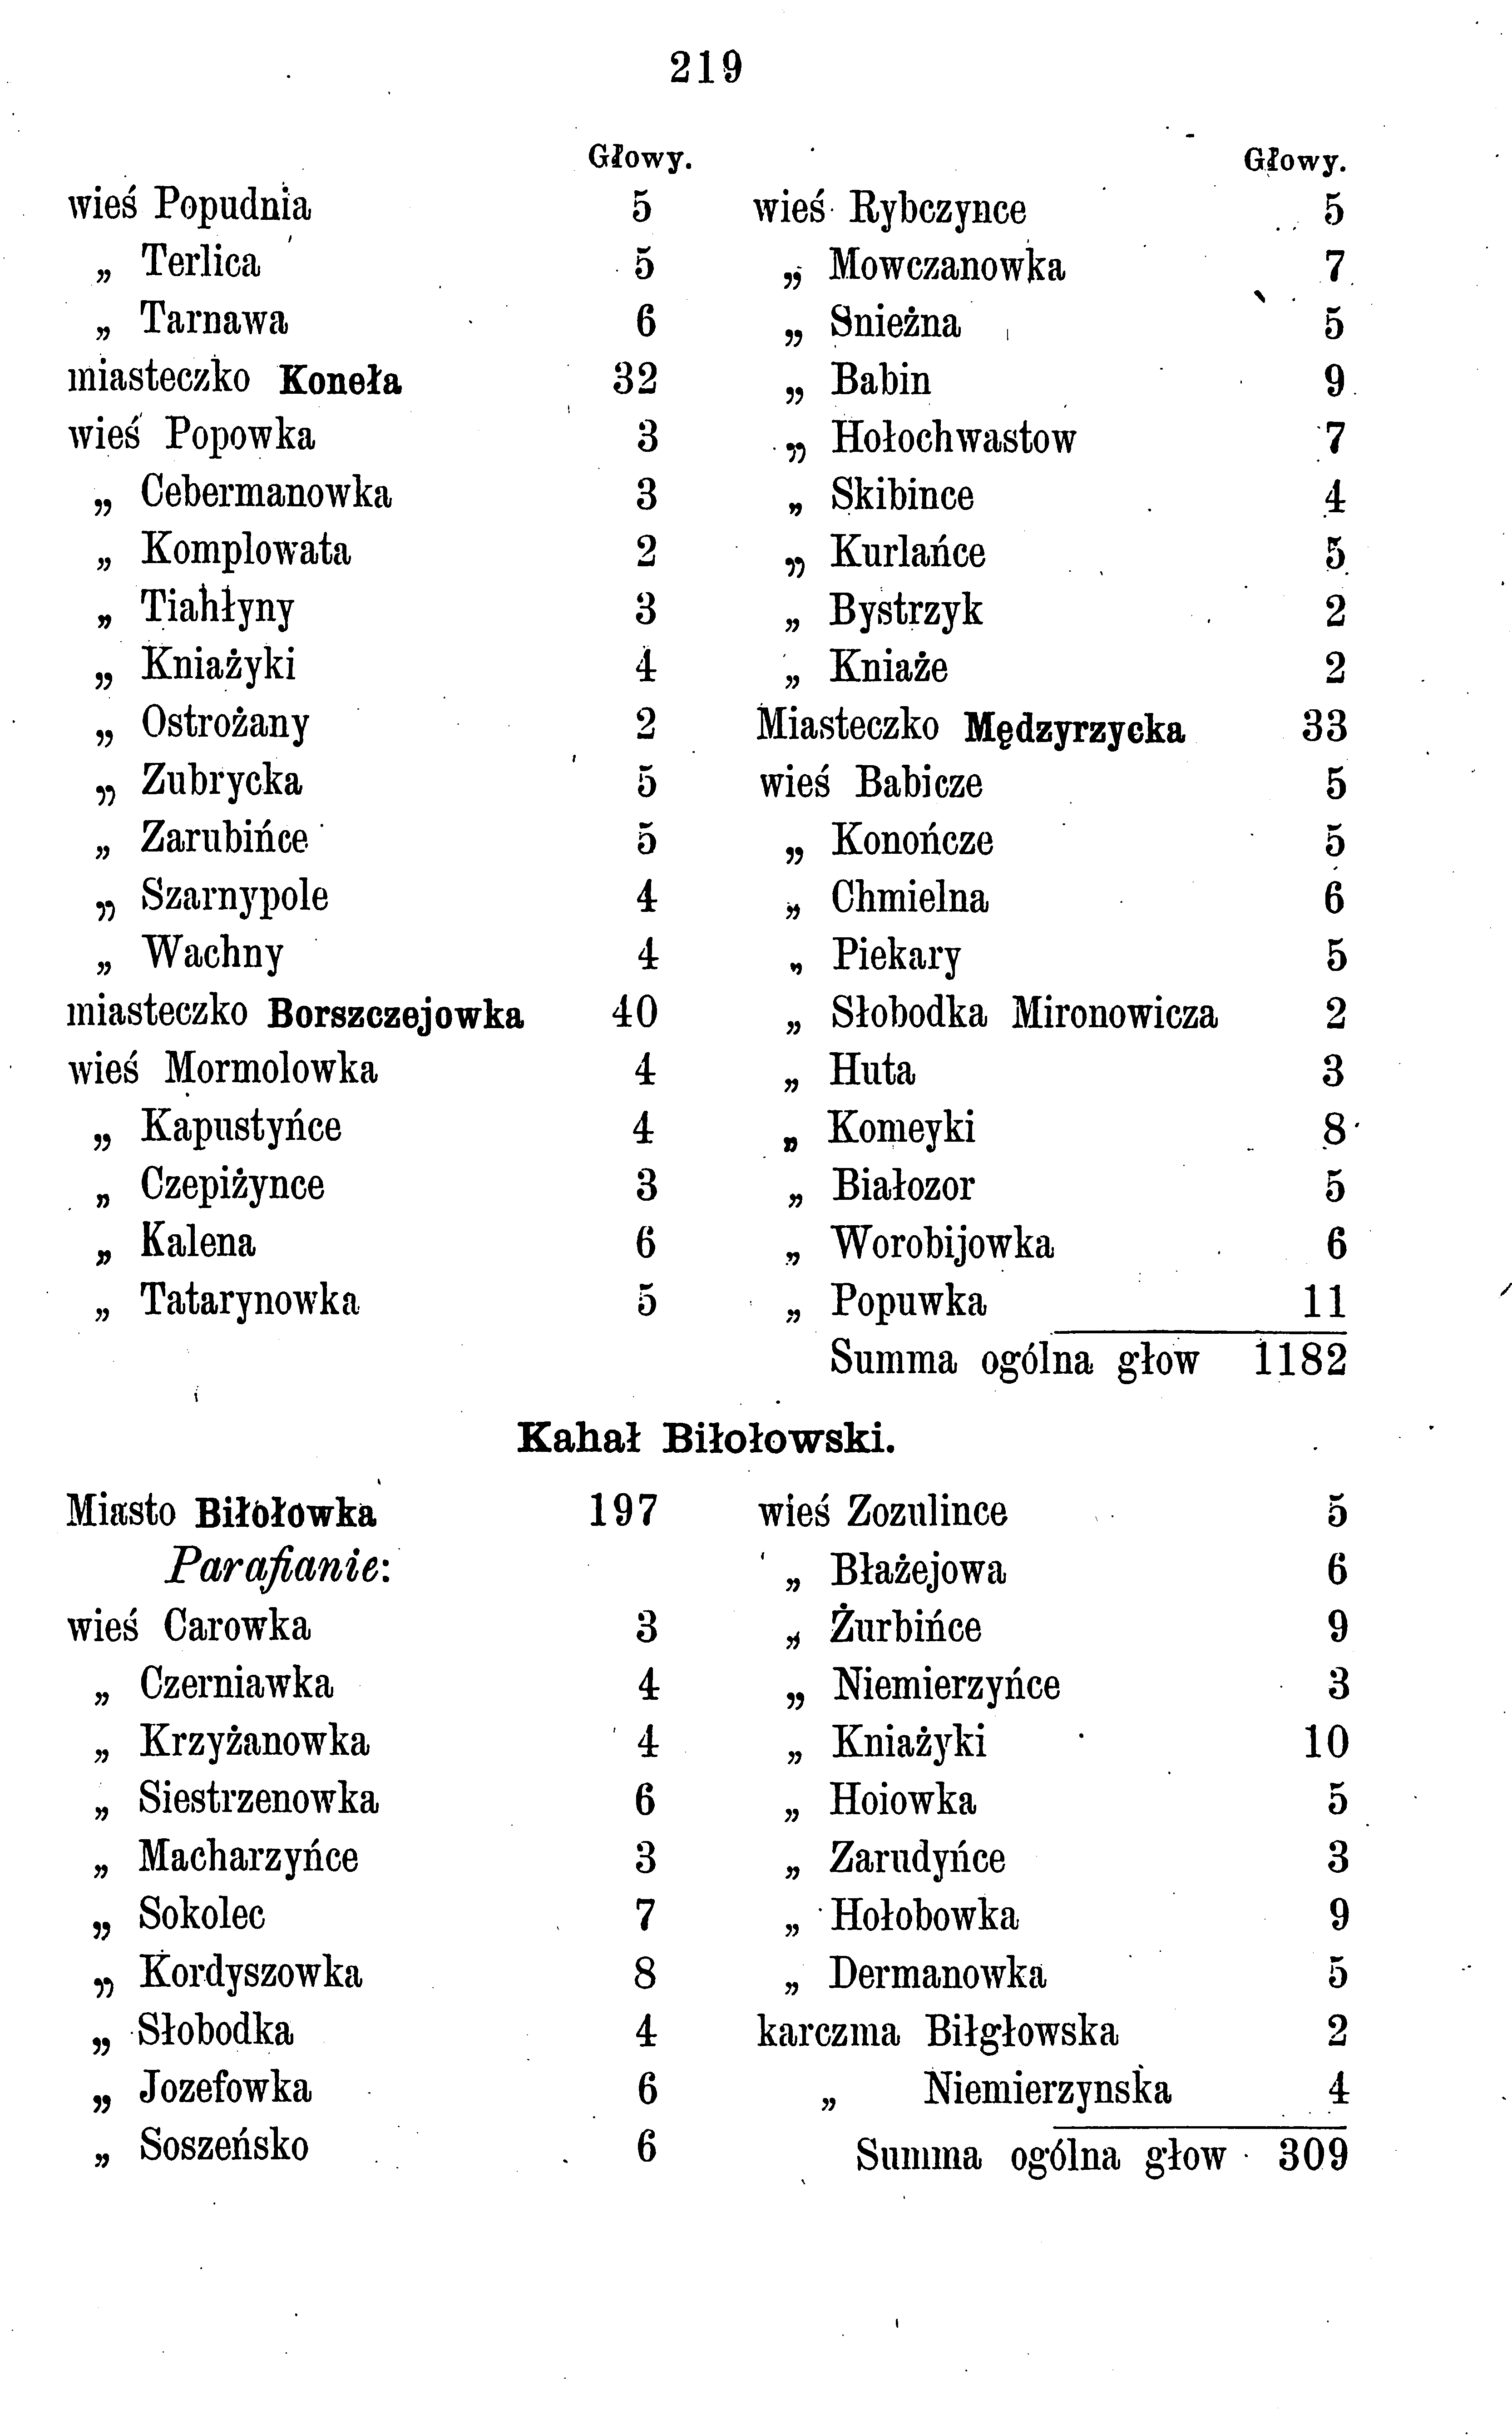 219
Głowy.
wieś Popudnia 5
„ Terlica 5
„ Tarnawa 6
miasteczko Koneła 32
wieś Popowka 3
„ Cebermanowka 3
„ Komplowata 2
„ Tiahłyny 3
„ Kniażyki 4
„ Ostrożany 2
„ Zubrycka 5
„ Zarubińce 5
„ Szarnypole 4
„ Wachny 4
miasteczko Borszczejowka 40
wieś Mormolowka 4
„ Kapustyńce 4
„ Czepiżynce 3
„ Kalena 6
„ Tatarynowka 5
Głowy.
wieś Rybczynce 5
„ Mowczanowka 7
„ Snieżna 5
„ Babin 9
„ Hołochwastow 7
„ Skibince 4
„ Kurlańce 5
„ Bystrzyk 2
„ Kniaże 2
Miasteczko Mędzyrzycka 33
wieś Babicze 5
„ Konończe 5
„ Chmielna 6
„ Piekary 5
„ Słobodka Mironowicza 2
„ Huta 3
„ Komeyki 8
„ Białozor 5
„ Worobijowka 6
„ Popuwka 11
Summa ogólna głow 1182
Kahał Biłołowski.
Miasto Biłołowka 197
Parafianie:
wieś Carowka 3
„ Czerniawka 4
„ Krzyżanowka 4
„ Siestrzenowka 6
„ Macharzyńce 3
„ Sokolec 7
„ Kordyszowka 8
„ Słobodka 4
„ Jozefowka 6
„ Soszeńsko 6
wieś Zozulince 5
„ Błażejowa 6
„ Żurbińce 9
„ Niemierzyńce 3
„ Kniażyki 10
„ Hoiowka 5
„ Zarudyńce 3
„ Hołobowka 9
„ Dermanowka 5
karczma Biłgłowska 2
„ Niemierzynska 4
Summa ogólna głow 309